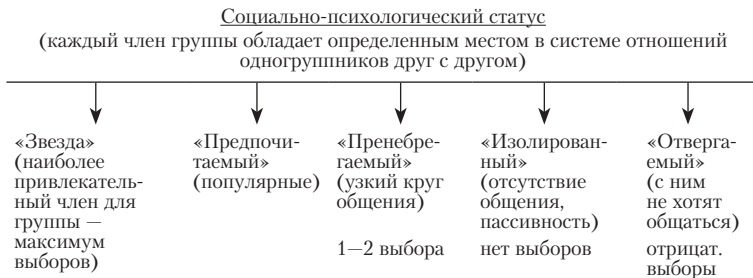 Социально-психологический статус
(каждый член группы обладает определенным местом в системе отношений
одногруппников друг с другом)
«Звезда»
(наиболее
привлекатель-
ный член для
группы —
максимум
выборов)
«Предпочи-
таемый»
(популярные)
«Пренебре-
гаемый»
(узкий круг
общения)
1—2 выбора
«Изолирован-
ный»
(отсутствие
общения,
пассивность)
нет выборов
«Отверга-
емый»
(с ним
не хотят
общаться)
отрицат.
выборы